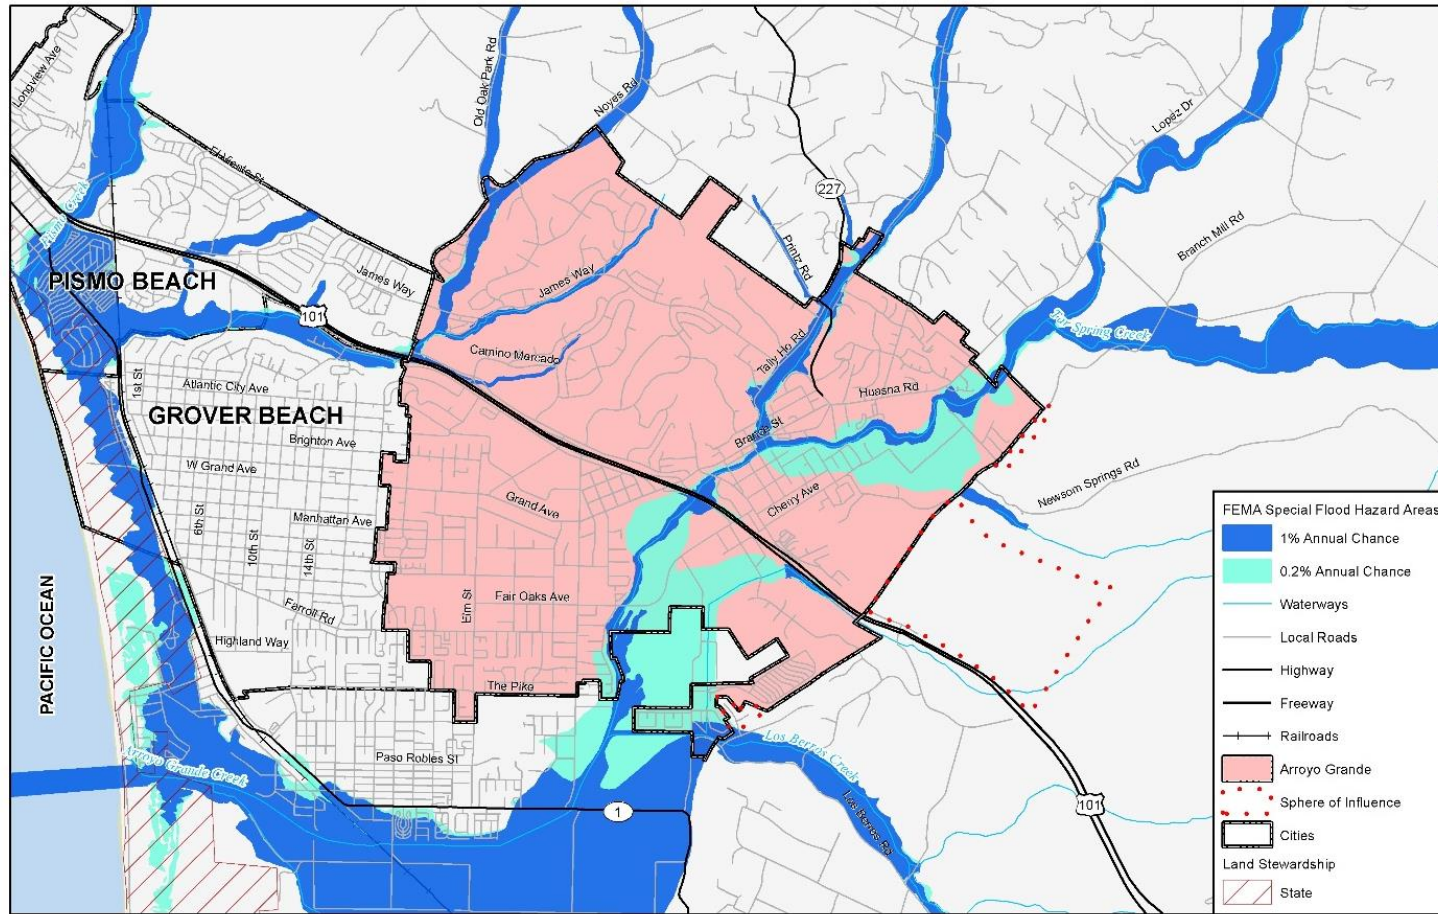 Longview Ave
Old Oak Park Rd
Noyes Rd
Lopez Dr
El Viento St
227
Branch Mill Rd
Pismo Creek
Printz Rd
PISMO BEACH
James Way
James Way
101
Tar Spring Creek
Camino Mercado
Tally Ho Rd
1st St
Atlantic City Ave
Huasna Rd
GROVER BEACH
Brighton Ave
Branch St
W Grand Ave
Newsom Springs Rd
Grand Ave
Cherry Ave
6th St
10th St
Manhattan Ave
14th St
Elm St
Fair Oaks Ave
Farroll Rd
Highland Way
PACIFIC OCEAN
The Pike
Arroyo Grande Creek
Paso Robles St
Los Berros Creek
Los Berros Rd
1
101
FEMA Special Flood Hazard Areas
1% Annual Chance
0.2% Annual Chance
Waterways
Local Roads
Highway
Freeway
Railroads
Arroyo Grande
Sphere of Influence
Cities
Land Stewardship
State